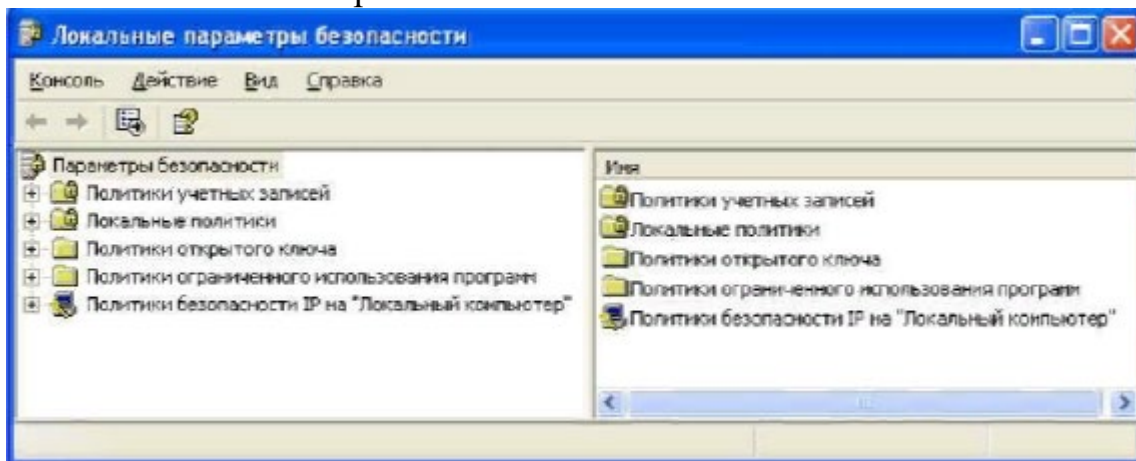 Локальные параметры безопасности
Консоль Действие Вид Справка
Параметры безопасности
Политики учетных записей
Локальные политики
Политики открытого ключа
Политики ограниченного использования программ
Политики безопасности IP на "Локальный компьютер"
Имя
Политики учетных записей
Локальные политики
Политики открытого ключа
Политики ограниченного использования программ
Политики безопасности IP на "Локальный компьютер"